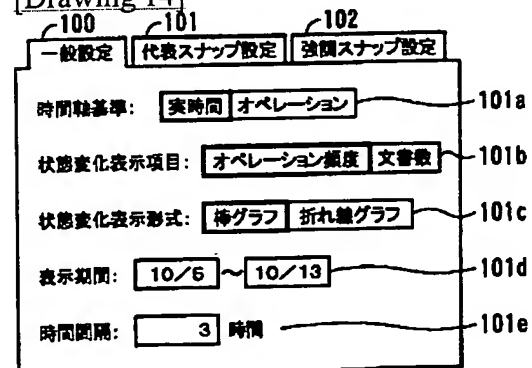 [Drawing 14]
100 101 102
一般設定 代表スナップ設定 強調スナップ設定
時間軸基準: 実時間 オペレーション 101a
状態変化表示項目: オペレーション頻度 文書数 101b
状態変化表示形式: 棒グラフ 折れ線グラフ 101c
表示期間: 10/6 ~ 10/13 101d
時間間隔: 3 時間 101e